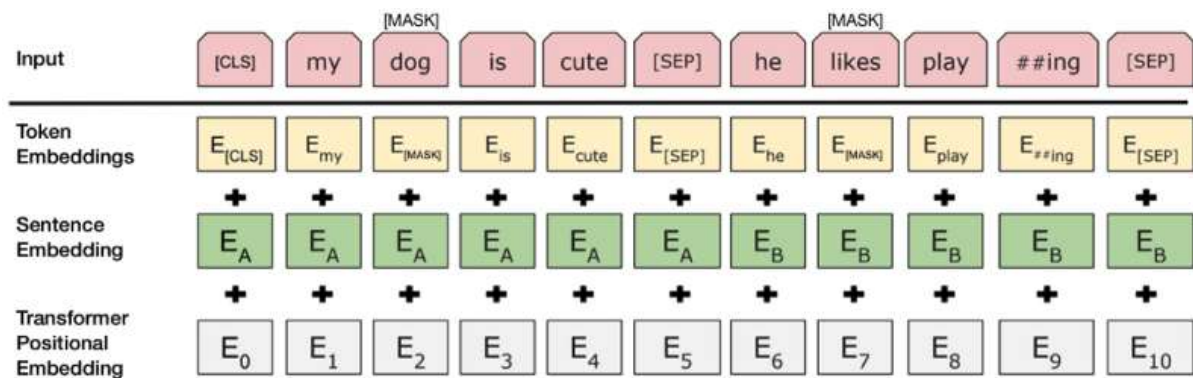 [MASK] [MASK]
Input [CLS] my dog is cute [SEP] he likes play ##ing [SEP]
Token
Embeddings
E[CLS] Emy E[MASK] Eis Ecute E[SEP] Ehe E[MASK] Eplay E##ing E[SEP]
+ + + + + + + + + + +
Sentence
Embedding
EA EA EA EA EA EA EB EB EB EB EB
+ + + + + + + + + + +
Transformer
Positional
Embedding
E0 E1 E2 E3 E4 E5 E6 E7 E8 E9 E10